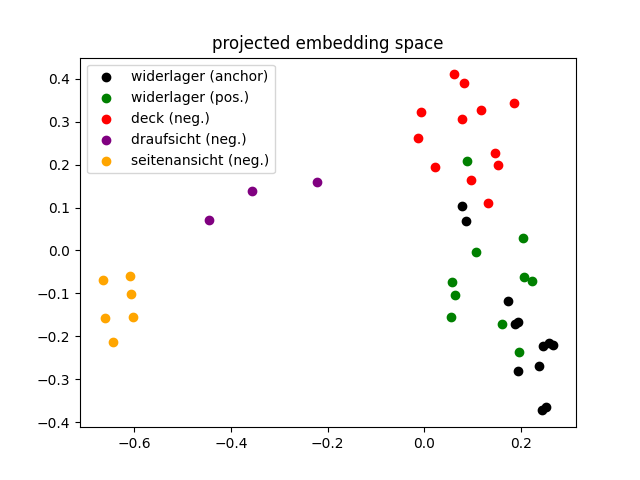 projected embedding space
widerlager (anchor)
widerlager (pos.)
deck (neg.)
draufsicht (neg.)
seitenansicht (neg.)
0.4
0.3
0.2
0.1
0.0
−0.1
−0.2
−0.3
−0.4
−0.6 −0.4 −0.2 0.0 0.2